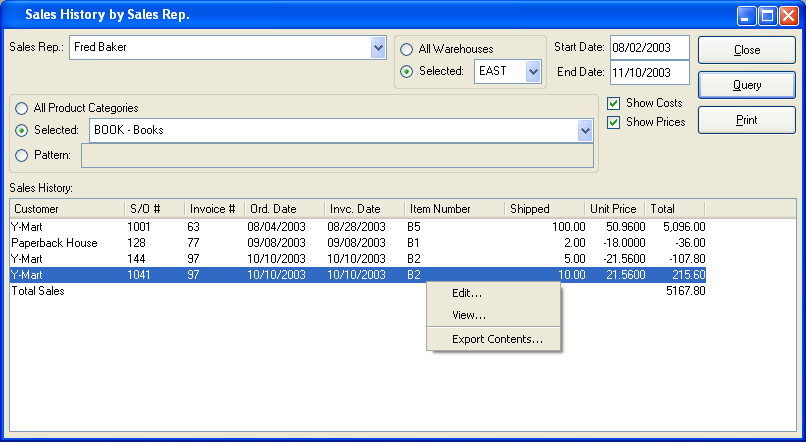 Sales History by Sales Rep.
Sales Rep.: Fred Baker
All Warehouses
Selected: EAST
Start Date: 08/02/2003
End Date: 11/10/2003
Close
Query
Print
All Product Categories
Selected: BOOK - Books
Pattern:
Show Costs
Show Prices
Sales History:
Customer S/O # Invoice # Ord. Date Invc. Date Item Number Shipped Unit Price Total
Y-Mart 1001 63 08/04/2003 08/28/2003 B5 100.00 50.9600 5,096.00
Paperback House 128 77 09/08/2003 09/08/2003 B1 2.00 -18.0000 -36.00
Y-Mart 144 97 10/10/2003 10/10/2003 B2 5.00 -21.5600 -107.80
Y-Mart 1041 97 10/10/2003 10/10/2003 B2 10.00 21.5600 215.60
Total Sales 5167.80
Edit...
View...
Export Contents...